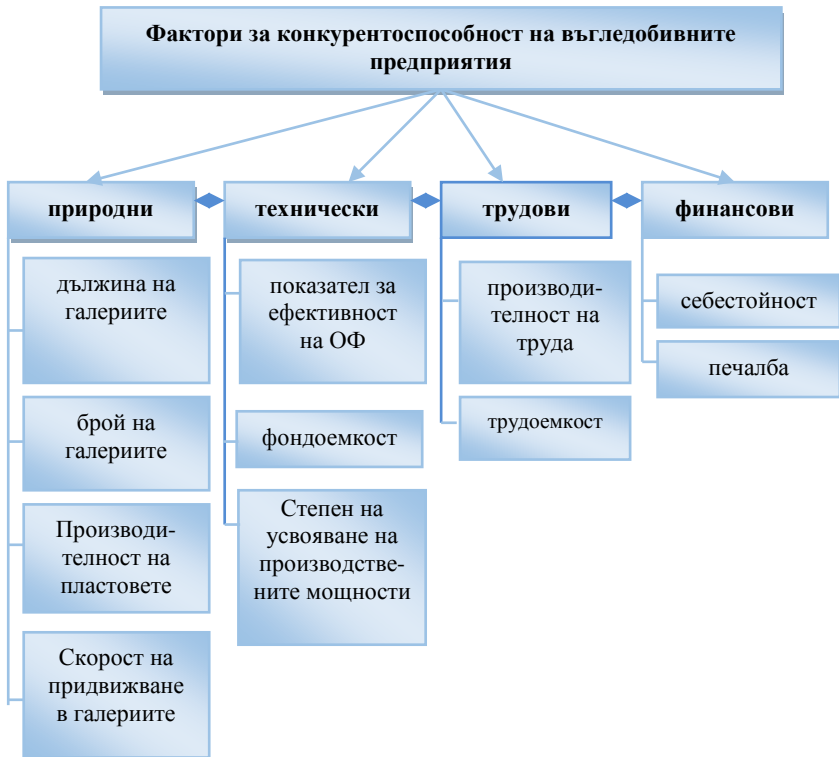 Фактори за конкурентоспособност на въгледобивните
предприятия
природни
технически
трудови
финансови
дължина на
галериите
брой на
галериите
Производи-
телност на
пластовете
Скорост на
придвижване
в галериите
показател за
ефективност
на ОФ
фондоемкост
Степен на
усвояване на
производстве-
ните мощности
производи-
телност на
труда
трудоемкост
себестойност
печалба